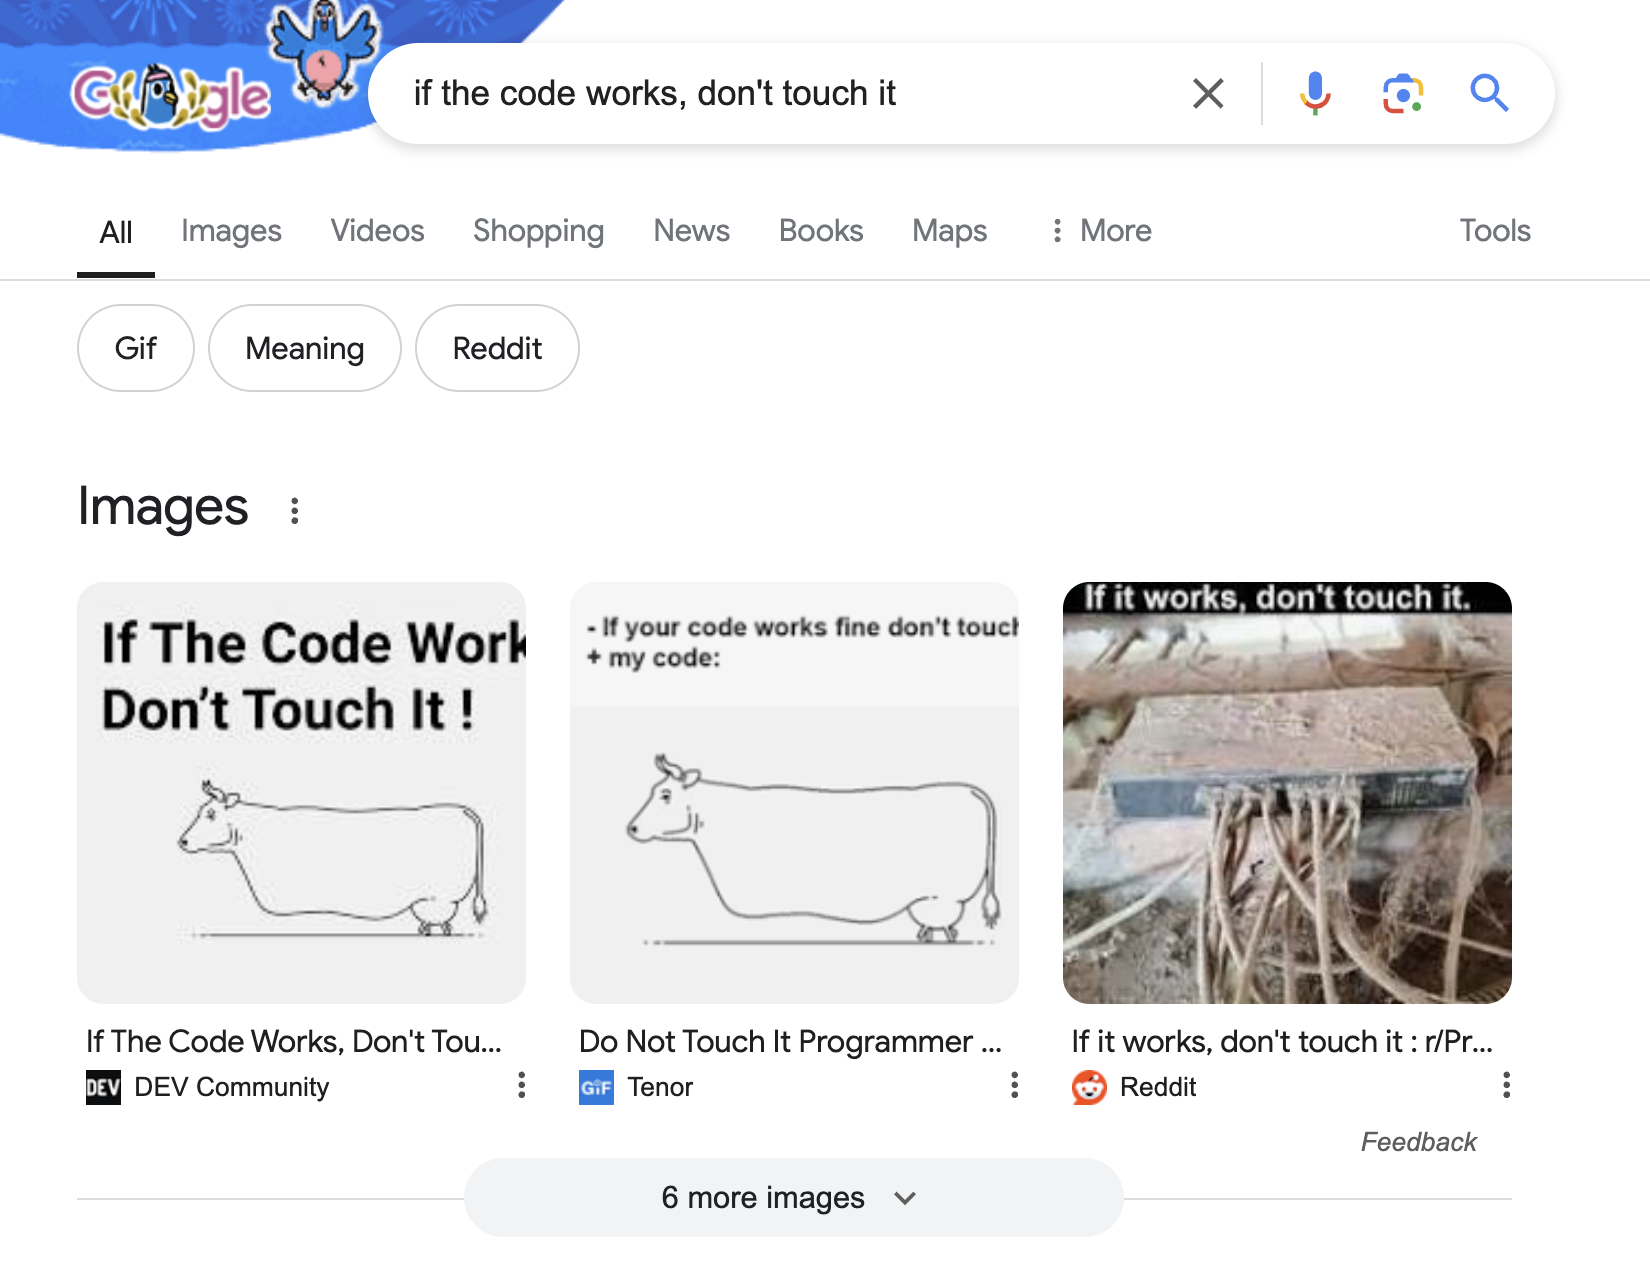 Google
if the code works, don't touch it
All Images Videos Shopping News Books Maps More Tools
Gif Meaning Reddit
Images
If The Code Work
Don't Touch It !
- If your code works fine don't touch
+ my code:
If it works, don't touch it.
If The Code Works, Don't Tou...
DEV DEV Community
Do Not Touch It Programmer ...
GIF Tenor
If it works, don't touch it : r/Pr...
Reddit
Feedback
6 more images